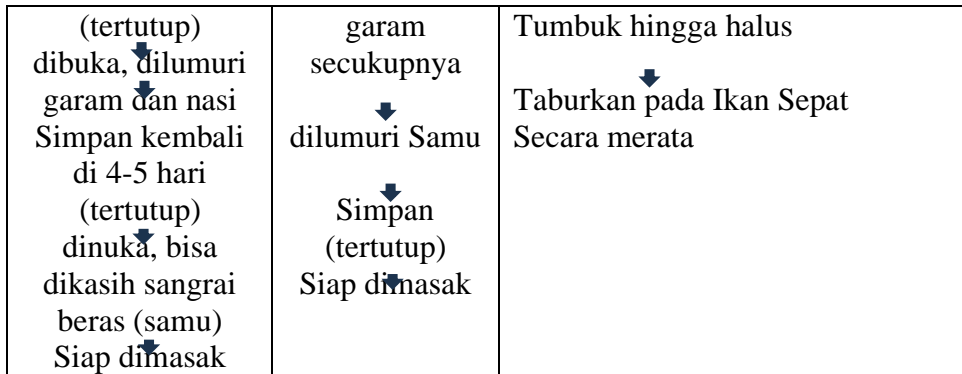 (tertutup)
dibuka, dilumuri
garam dan nasi
Simpan kembali
di 4-5 hari
(tertutup)
dinuka, bisa
dikasih sangrai
beras (samu)
Siap dimasak
garam
secukupnya
dilumuri Samu
Simpan
(tertutup)
Siap dimasak
Tumbuk hingga halus
Taburkan pada Ikan Sepat
Secara merata